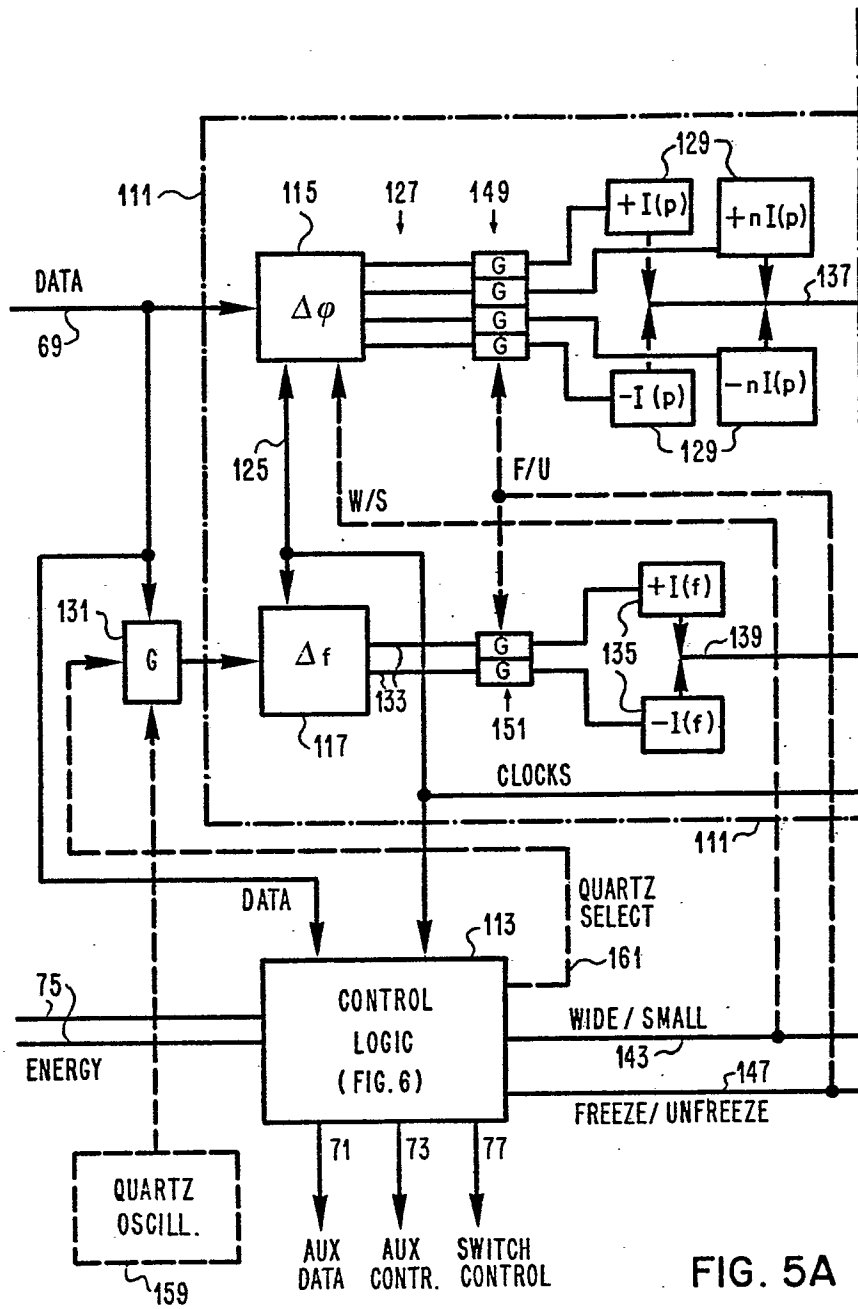 111
115
127
149
129
+I(p)
+nI(p)
DATA
69
Δφ
G
G
G
G
137
-I(p)
-nI(p)
129
125
W/S
F/U
131
G
Δf
117
133
G
G
151
+I(f)
135
139
-I(f)
CLOCKS
111
DATA
QUARTZ
SELECT
113
161
75
ENERGY
CONTROL
LOGIC
(FIG. 6)
WIDE/SMALL
143
147
FREEZE/UNFREEZE
71
73
77
QUARTZ
OSCILL.
159
AUX
DATA
AUX
CONTR.
SWITCH
CONTROL
FIG. 5A